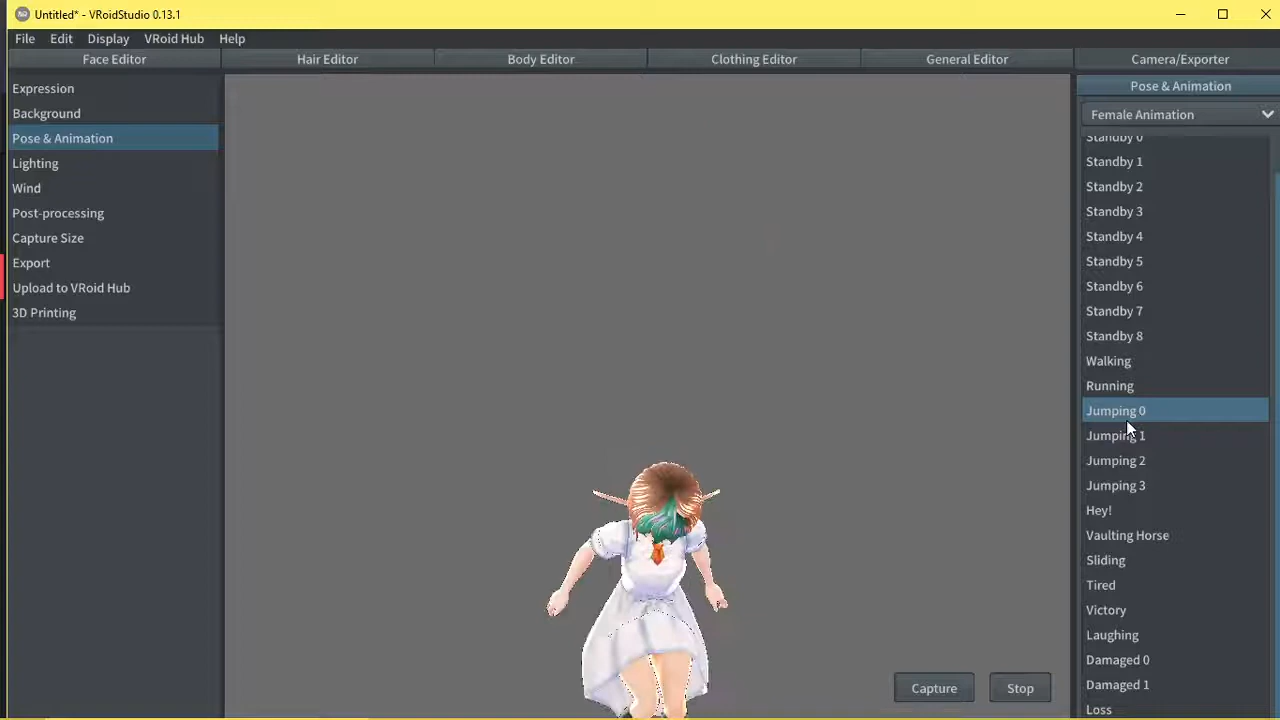 Untitled* - VRoidStudio 0.13.1
File Edit Display VRoid Hub Help
Face Editor Hair Editor Body Editor Clothing Editor General Editor Camera/Exporter
Expression
Background
Pose & Animation
Lighting
Wind
Post-processing
Capture Size
Export
Upload to VRoid Hub
3D Printing
Pose & Animation
Female Animation
Standby 0
Standby 1
Standby 2
Standby 3
Standby 4
Standby 5
Standby 6
Standby 7
Standby 8
Walking
Running
Jumping 0
Jumping 1
Jumping 2
Jumping 3
Hey!
Vaulting Horse
Sliding
Tired
Victory
Laughing
Damaged 0
Damaged 1
Loss
Capture Stop